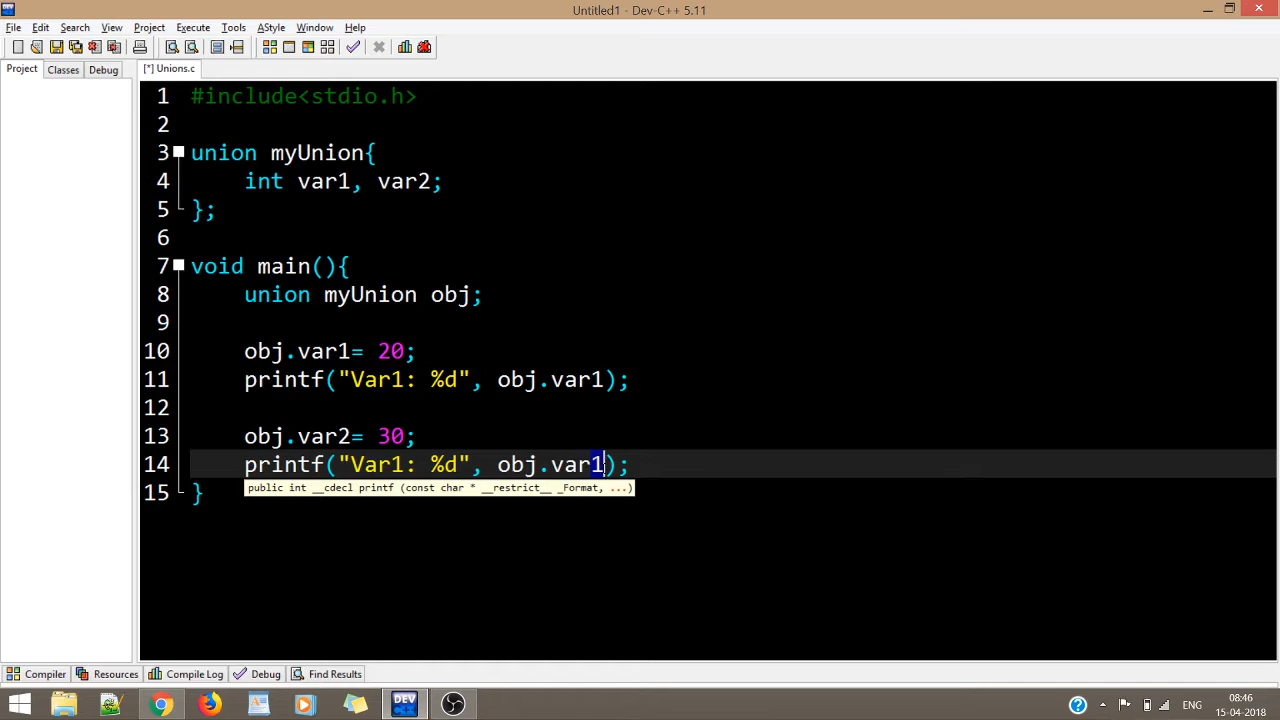 Untitled1 - Dev-C++ 5.11
File Edit Search View Project Execute Tools AStyle Window Help
Project Classes Debug [*] Unions.c
1 #include<stdio.h>
2
3 union myUnion{
4 int var1, var2;
5 };
6
7 void main(){
8 union myUnion obj;
9
10 obj.var1= 20;
11 printf("Var1: %d", obj.var1);
12
13 obj.var2= 30;
14 printf("Var1: %d", obj.var1);
public int __cdecl printf (const char * __restrict__ _Format, ...)
15 }
Compiler Resources Compile Log Debug Find Results
DEV ENG 08:46
15-04-2018